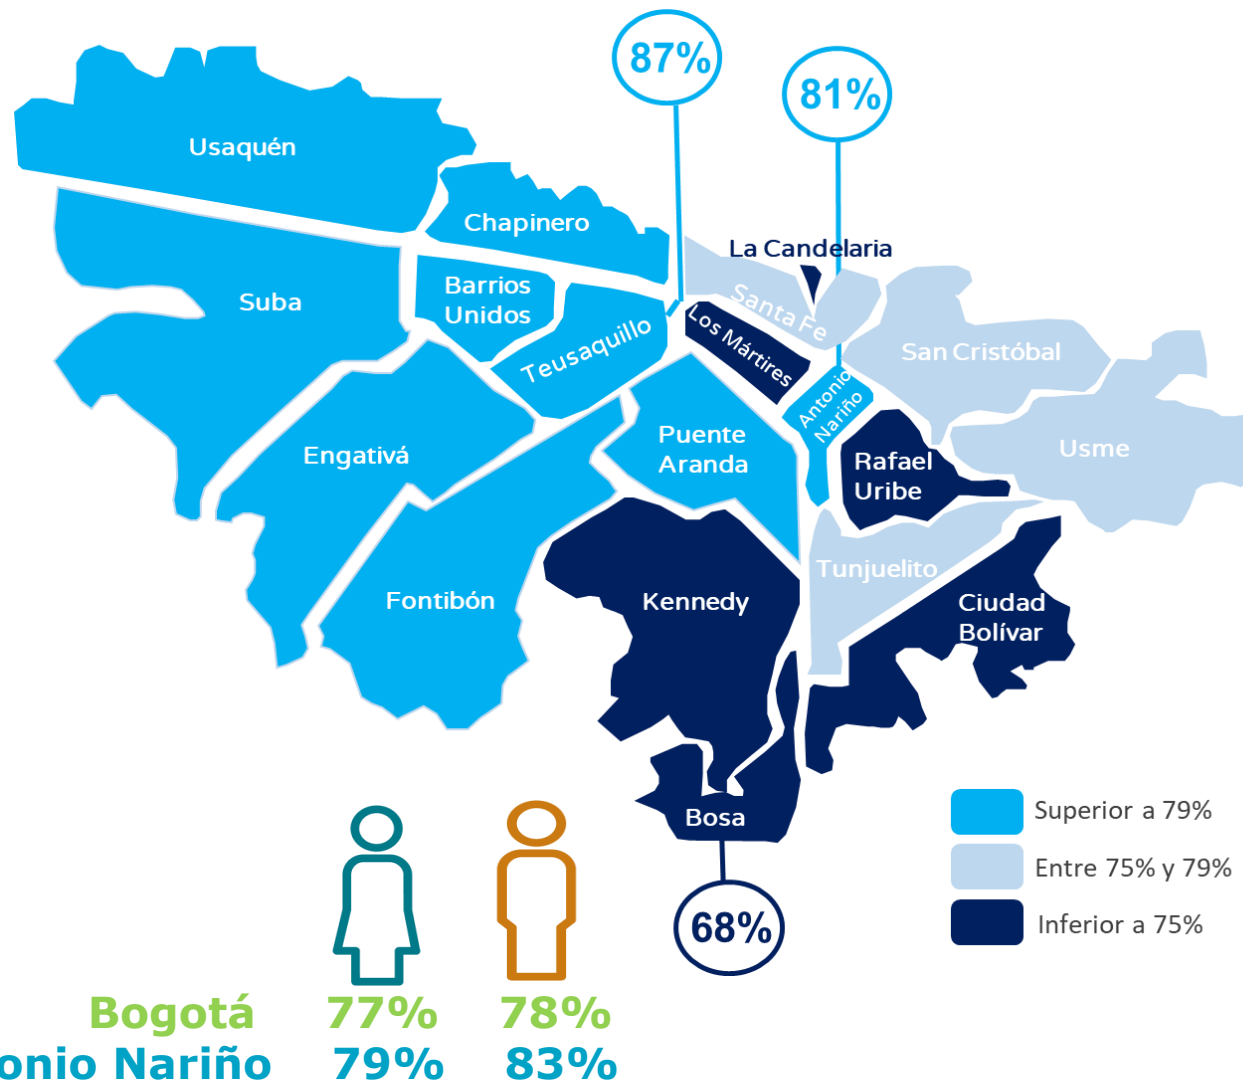 87%
81%
Usaquén
Chapinero
La Candelaria
Suba
Barrios
Unidos
Santa Fe
Teusaquillo
Los Mártires
San Cristóbal
Antonio
Nariño
Engativá
Puente
Aranda
Rafael
Uribe
Usme
Tunjuelito
Fontibón
Kennedy
Ciudad
Bolívar
Bosa
68%
Superior a 79%
Entre 75% y 79%
Inferior a 75%
Bogotá 77% 78%
onio Nariño 79% 83%